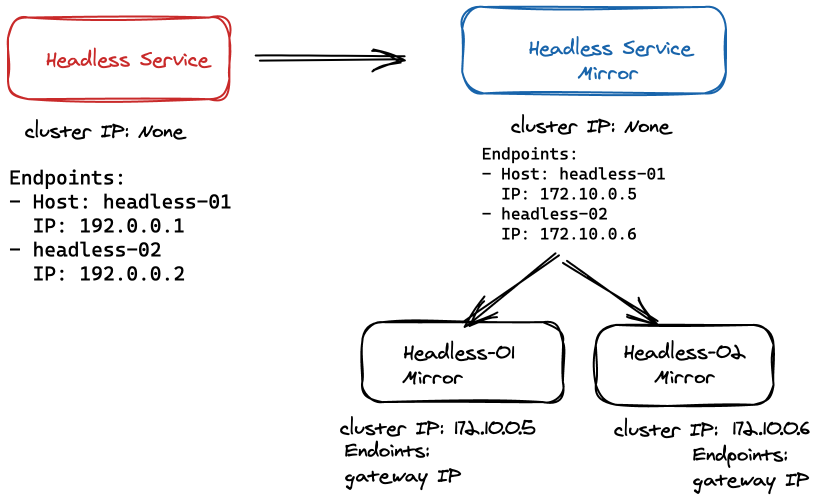 Headless Service
cluster IP: None
Endpoints:
- Host: headless-01
  IP: 192.0.0.1
- headless-02
  IP: 192.0.0.2
Headless Service
Mirror
cluster IP: None
Endpoints:
- Host: headless-01
  IP: 172.10.0.5
- headless-02
  IP: 172.10.0.6
Headless-01
Mirror
cluster IP: 172.10.0.5
Endoints:
gateway IP
Headless-02
Mirror
cluster IP: 172.10.0.6
Endpoints:
gateway IP